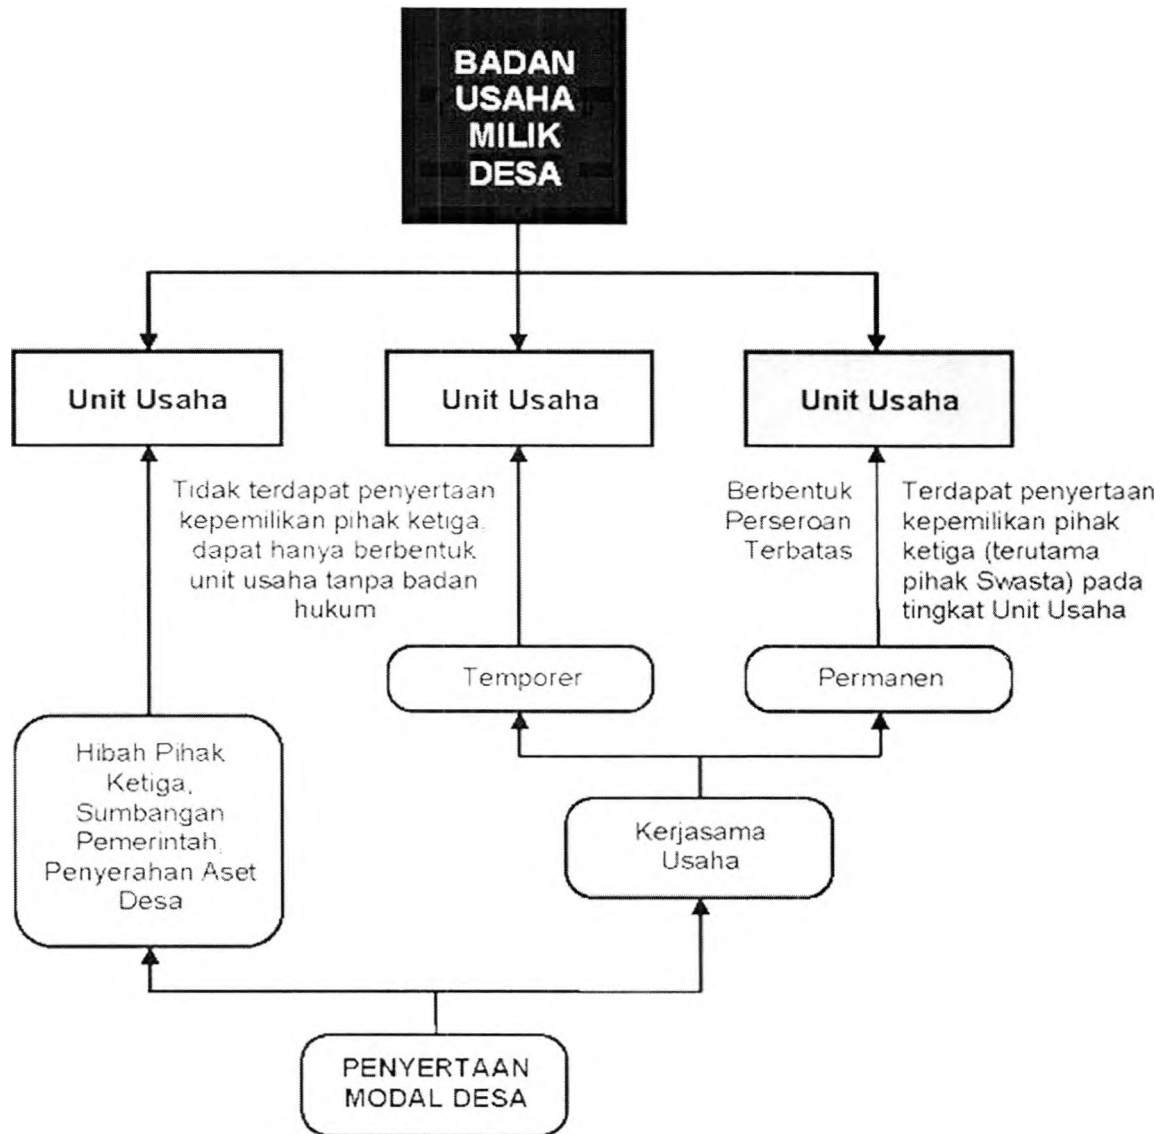 BADAN
USAHA
MILIK
DESA
Unit Usaha
Unit Usaha
Unit Usaha
Tidak terdapat penyertaan
kepemilikan pihak ketiga,
dapat hanya berbentuk
unit usaha tanpa badan
hukum
Berbentuk
Perseroan
Terbatas
Terdapat penyertaan
kepemilikan pihak
ketiga (terutama
pihak Swasta) pada
tingkat Unit Usaha
Temporer
Permanen
Hibah Pihak
Ketiga,
Sumbangan
Pemerintah,
Penyerahan Aset
Desa
Kerjasama
Usaha
PENYERTAAN
MODAL DESA